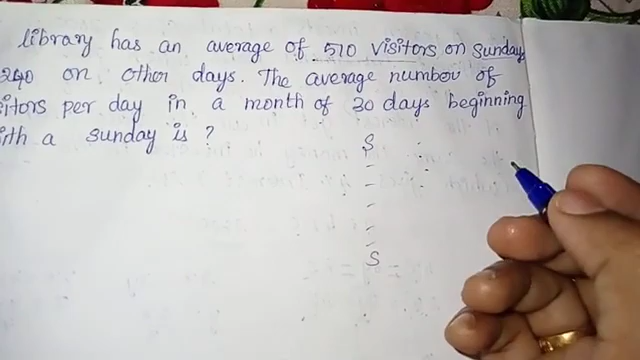 library has an average of 510 visitors on sunday
240 on other days. The average number of
itors per day in a month of 30 days beginning
ith a sunday is ?
S
S